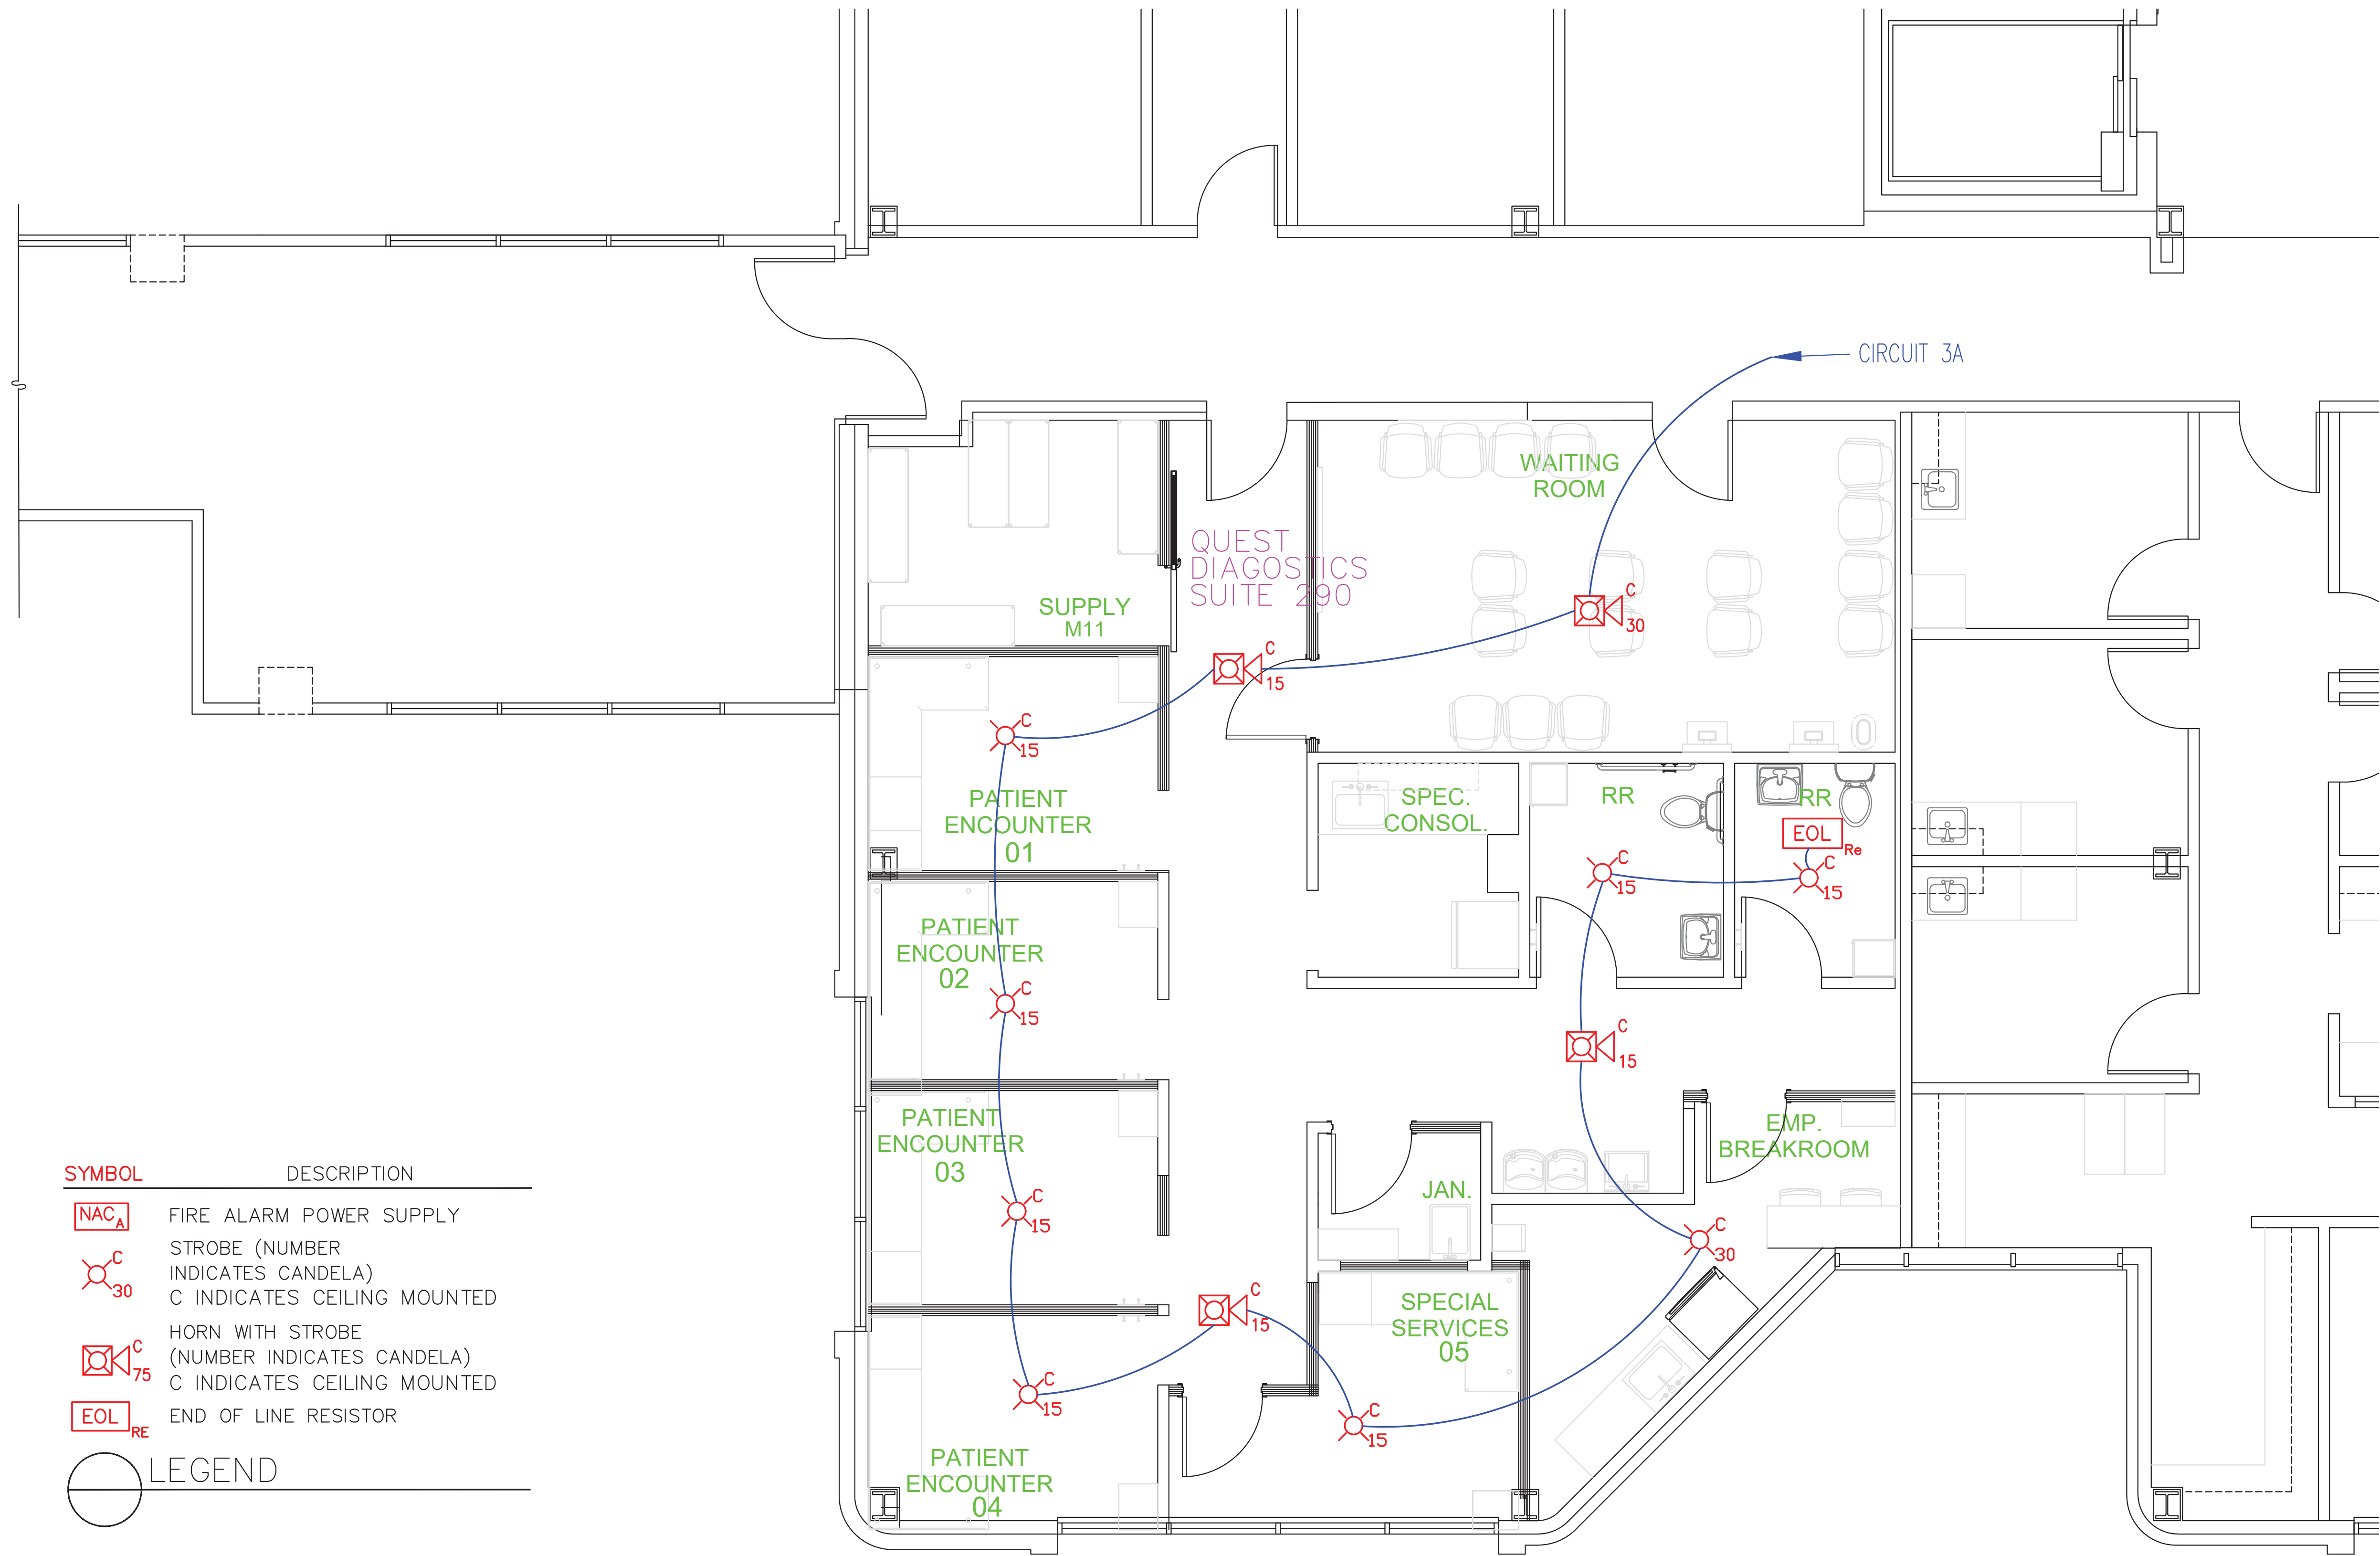 CIRCUIT 3A
WAITING
ROOM
QUEST
DIAGOSTICS
SUITE 290
SUPPLY
M11
C
30
C
15
C
15
PATIENT
ENCOUNTER
01
SPEC.
CONSOL.
RR
RR
EOL
Re
C
15
C
15
PATIENT
ENCOUNTER
02
C
15
C
15
PATIENT
ENCOUNTER
03
EMP.
BREAKROOM
JAN.
C
15
C
30
C
15
SPECIAL
SERVICES
05
C
15
C
15
PATIENT
ENCOUNTER
04
SYMBOL DESCRIPTION
NACA FIRE ALARM POWER SUPPLY
STROBE (NUMBER
C
INDICATES CANDELA)
30
C INDICATES CEILING MOUNTED
HORN WITH STROBE
C
(NUMBER INDICATES CANDELA)
75
C INDICATES CEILING MOUNTED
EOL RE END OF LINE RESISTOR
LEGEND